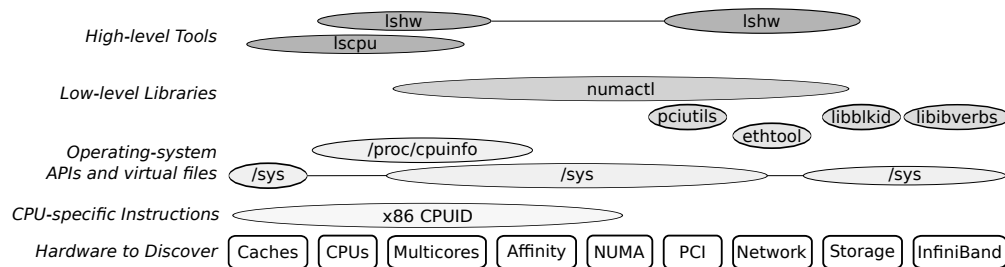 High-level Tools
lshw
lshw
lscpu
Low-level Libraries
numactl
pciutils
libblkid
libibverbs
ethtool
Operating-system
APIs and virtual files
/proc/cpuinfo
/sys
/sys
/sys
CPU-specific Instructions
x86 CPUID
Hardware to Discover
Caches
CPUs
Multicores
Affinity
NUMA
PCI
Network
Storage
InfiniBand